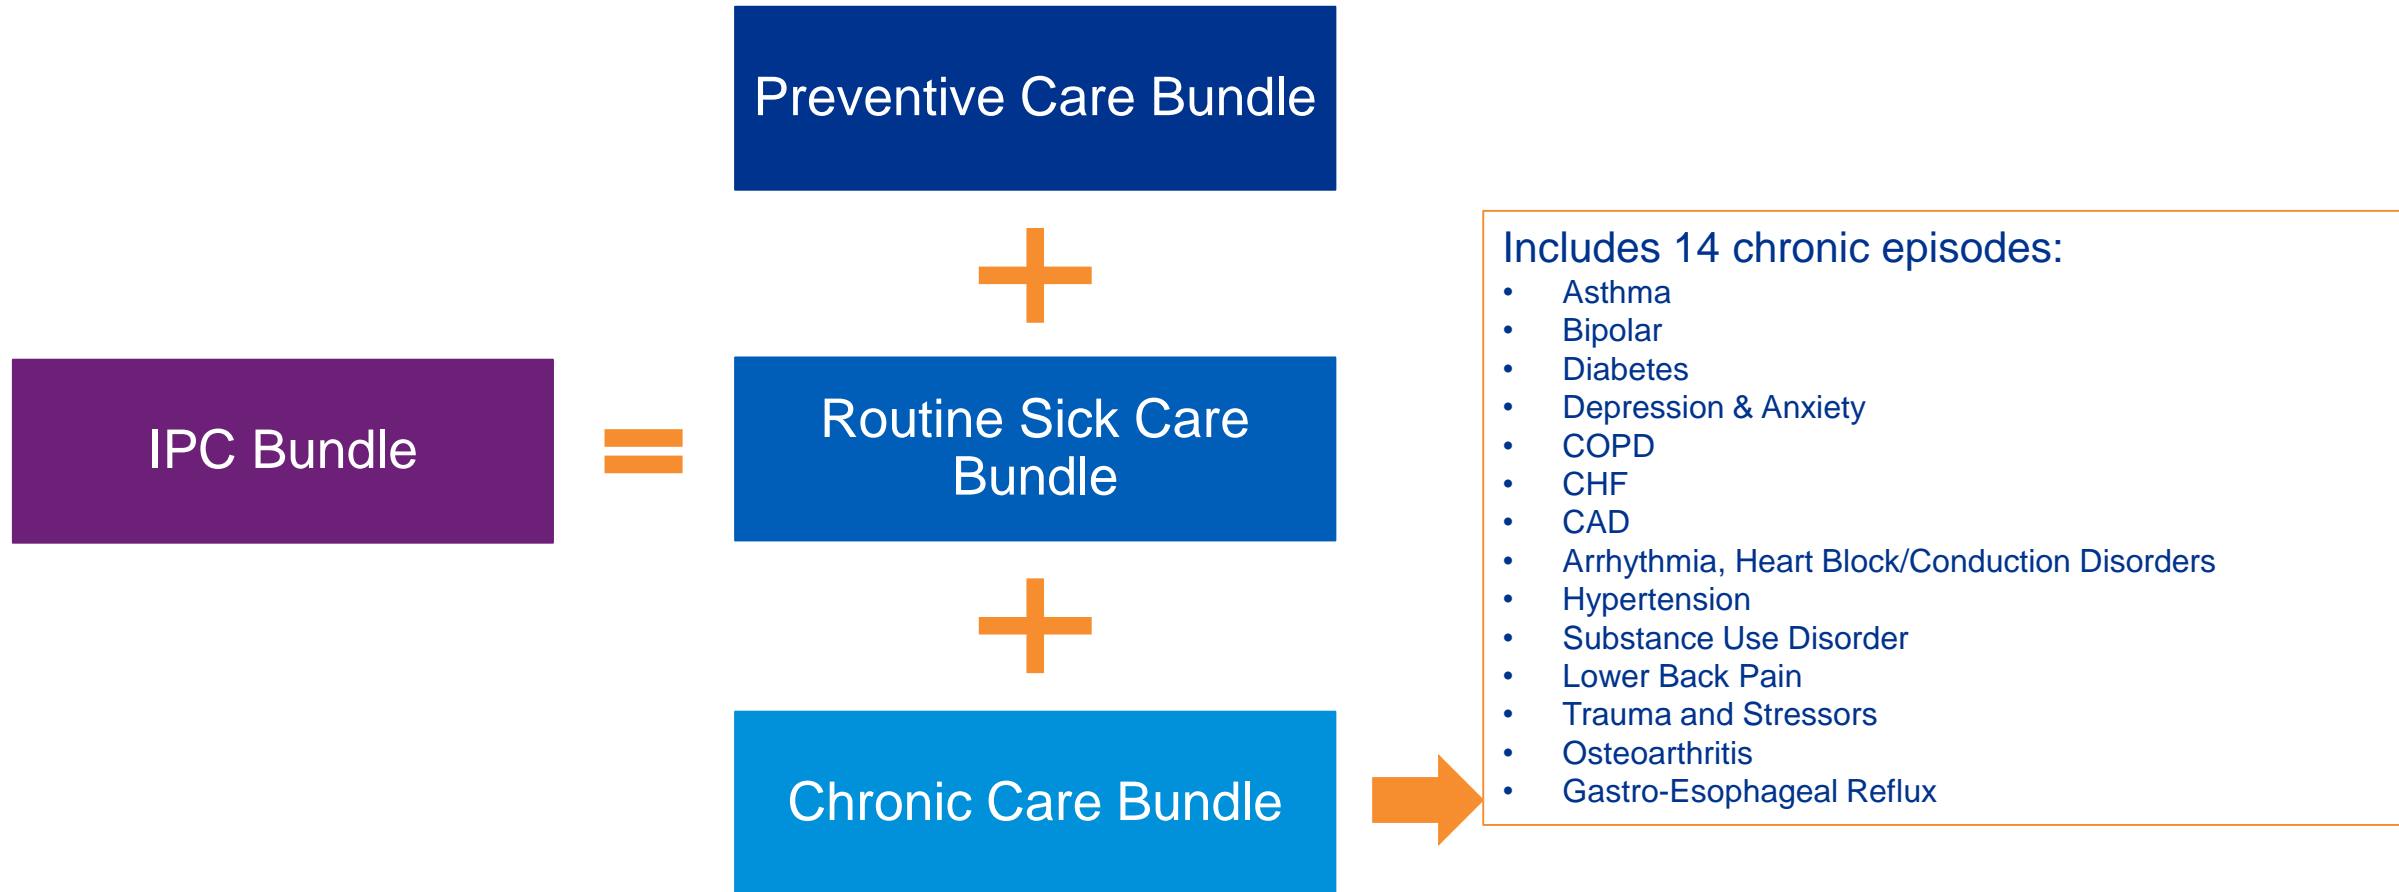 Preventive Care Bundle
IPC Bundle
Routine Sick Care
Bundle
Chronic Care Bundle
Includes 14 chronic episodes:
• Asthma
• Bipolar
• Diabetes
• Depression & Anxiety
• COPD
• CHF
• CAD
• Arrhythmia, Heart Block/Conduction Disorders
• Hypertension
• Substance Use Disorder
• Lower Back Pain
• Trauma and Stressors
• Osteoarthritis
• Gastro-Esophageal Reflux